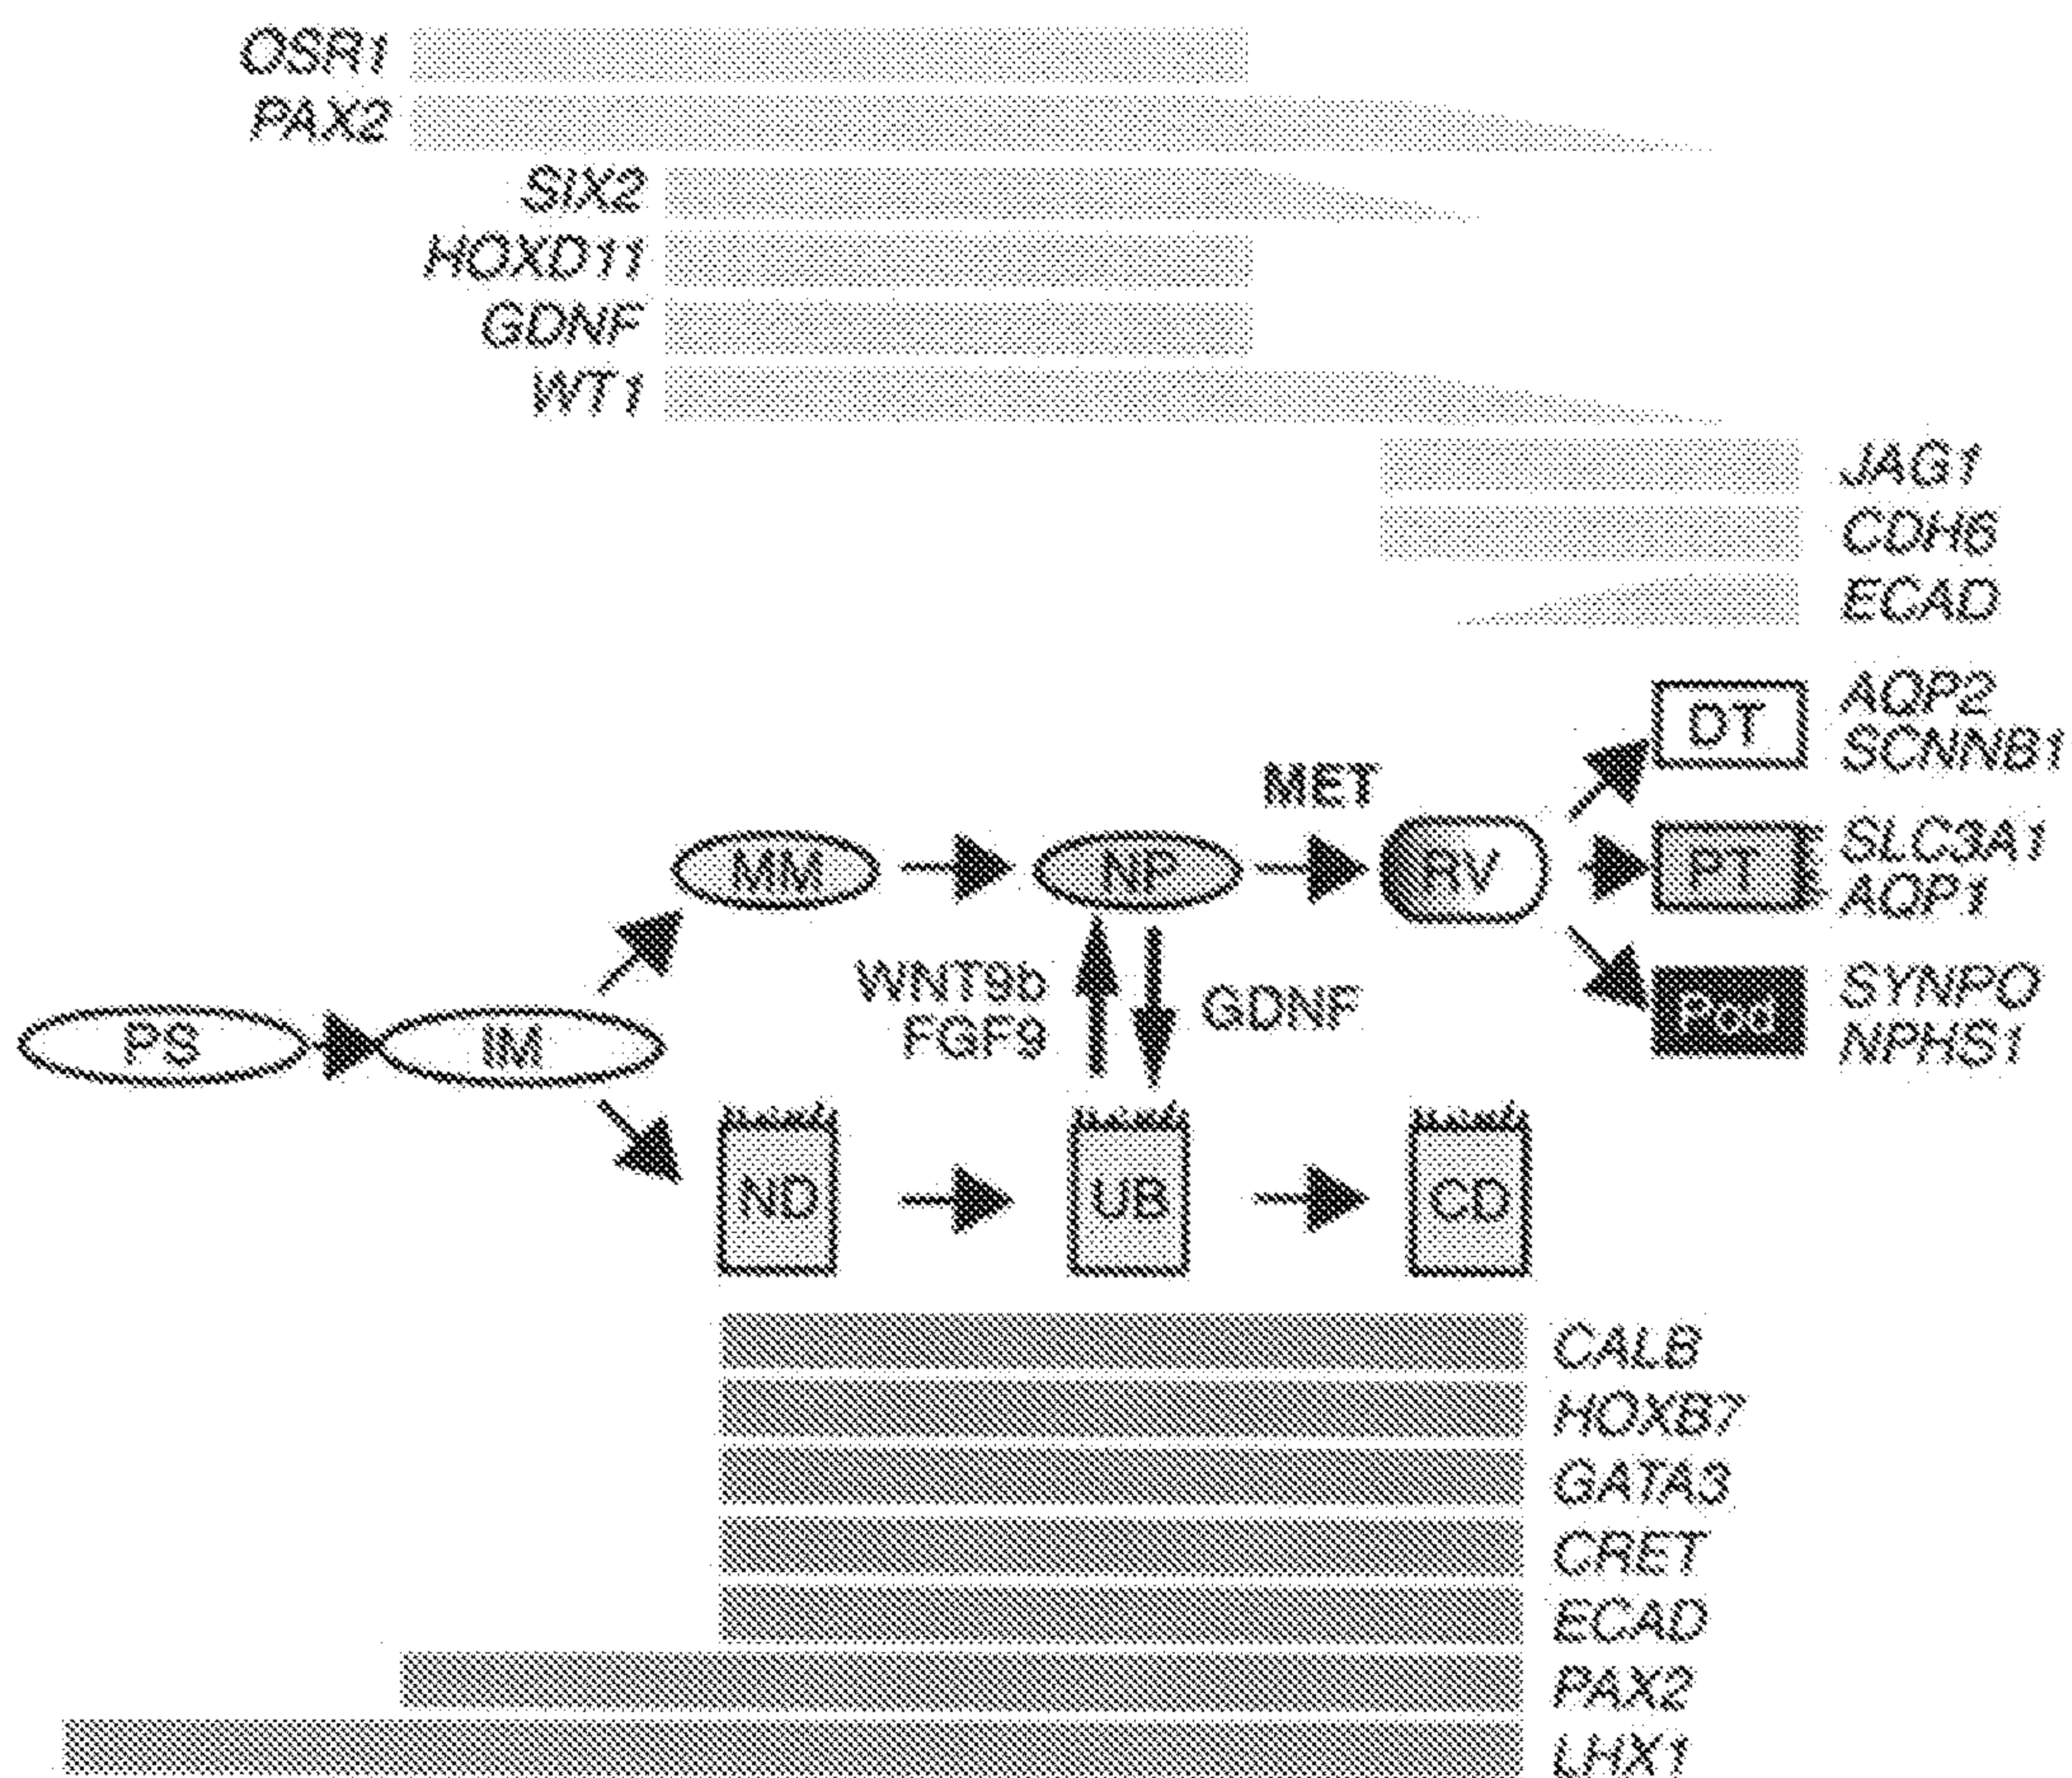 OSR1
PAX2
SIX2
HOXD11
GDNF
WT1
JAG1
CDH6
ECAD
DT
AQP2
SCNNB1
MET
MM
NP
RV
PT
SLC3A1
AQP1
WNT9b
FGF9
GDNF
Pod
SYNPO
NPHS1
PS
IM
ND
UB
CD
CALB
HOXB7
GATA3
CRET
ECAD
PAX2
LHX1